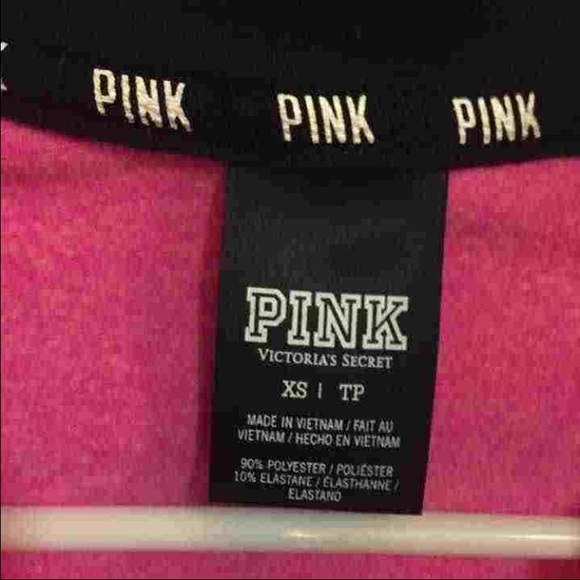 K PINK PINK PINK
PINK
VICTORIA'S SECRET
XS | TP
MADE IN VIETNAM / FAIT AU
VIETNAM / HECHO EN VIETNAM
90% POLYESTER / POLIÉSTER
10% ELASTANE / ÉLASTHANNE /
ELASTANO